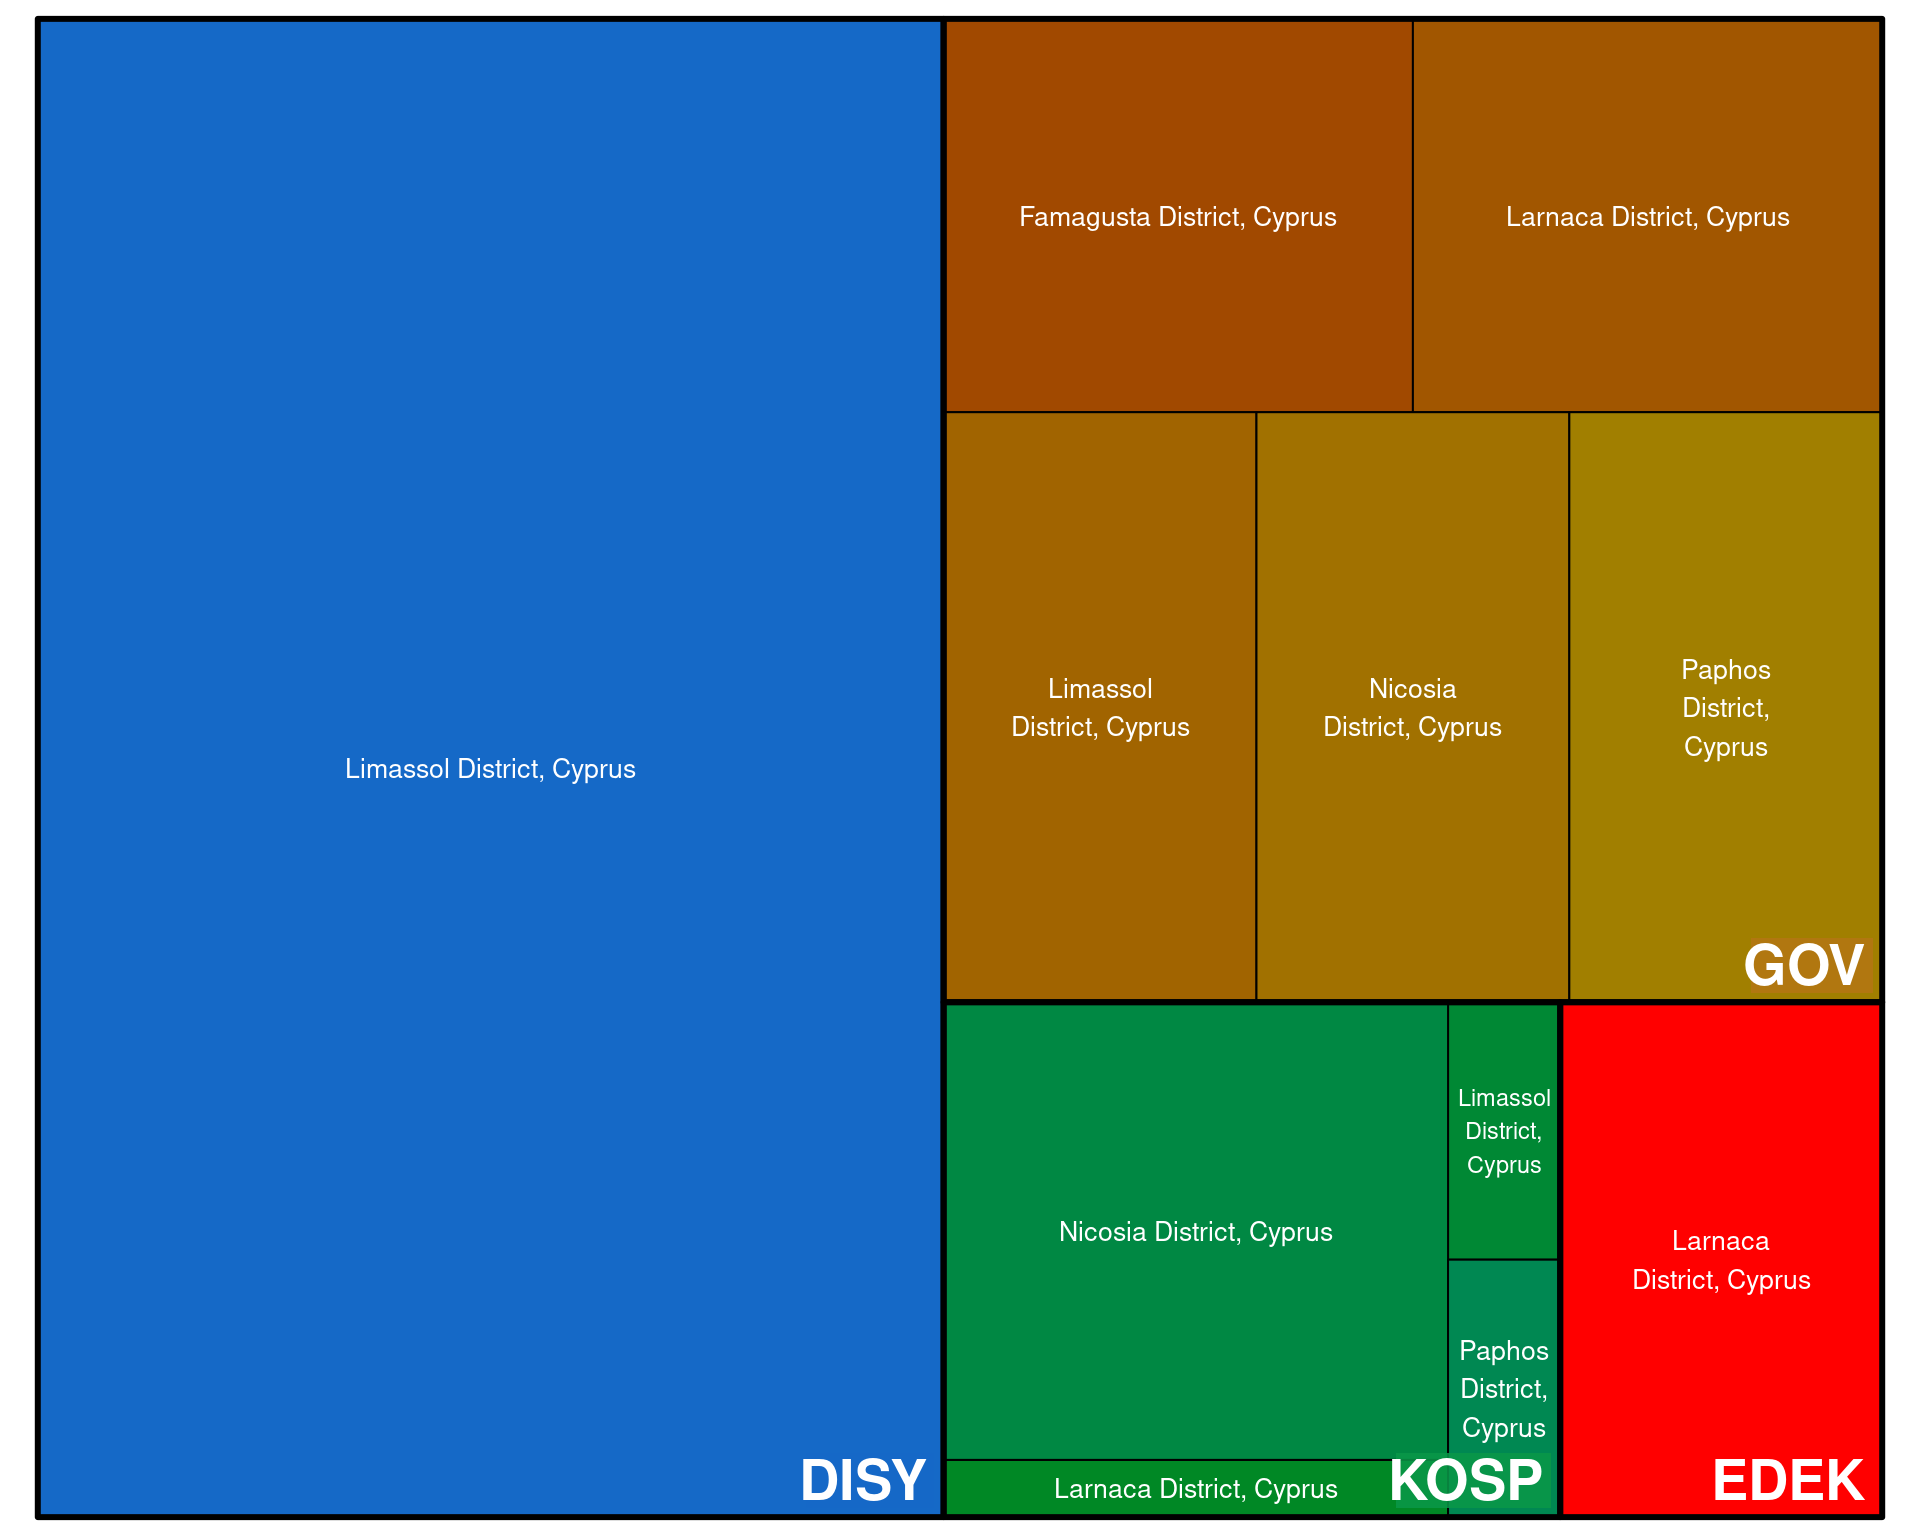 Limassol District, Cyprus
DISY
Famagusta District, Cyprus
Larnaca District, Cyprus
Limassol
District, Cyprus
Nicosia
District, Cyprus
Paphos
District,
Cyprus
GOV
Nicosia District, Cyprus
Limassol
District,
Cyprus
Paphos
District,
Cyprus
Larnaca District, Cyprus
KOSP
Larnaca
District, Cyprus
EDEK